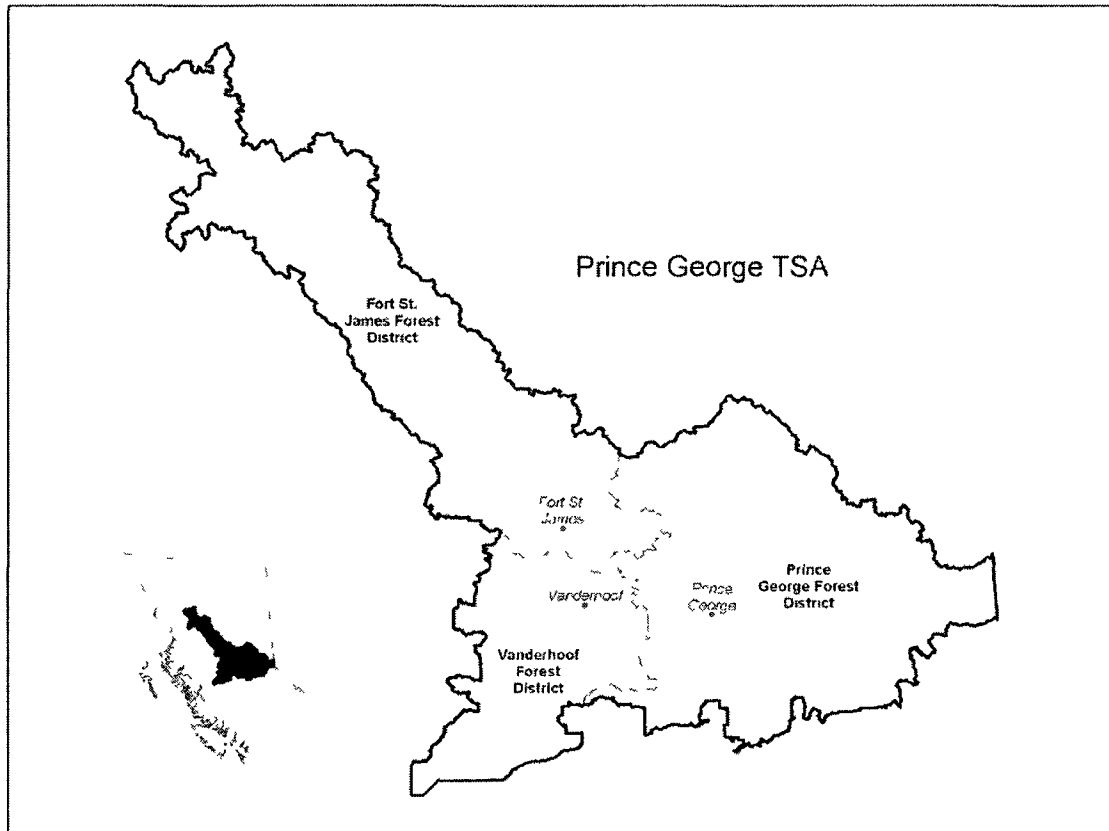 Prince George TSA
Fort St.
James Forest
District
Fort St
James
Prince
George Forest
District
Vanderhoof
Prince
George
Vanderhoof
Forest
District